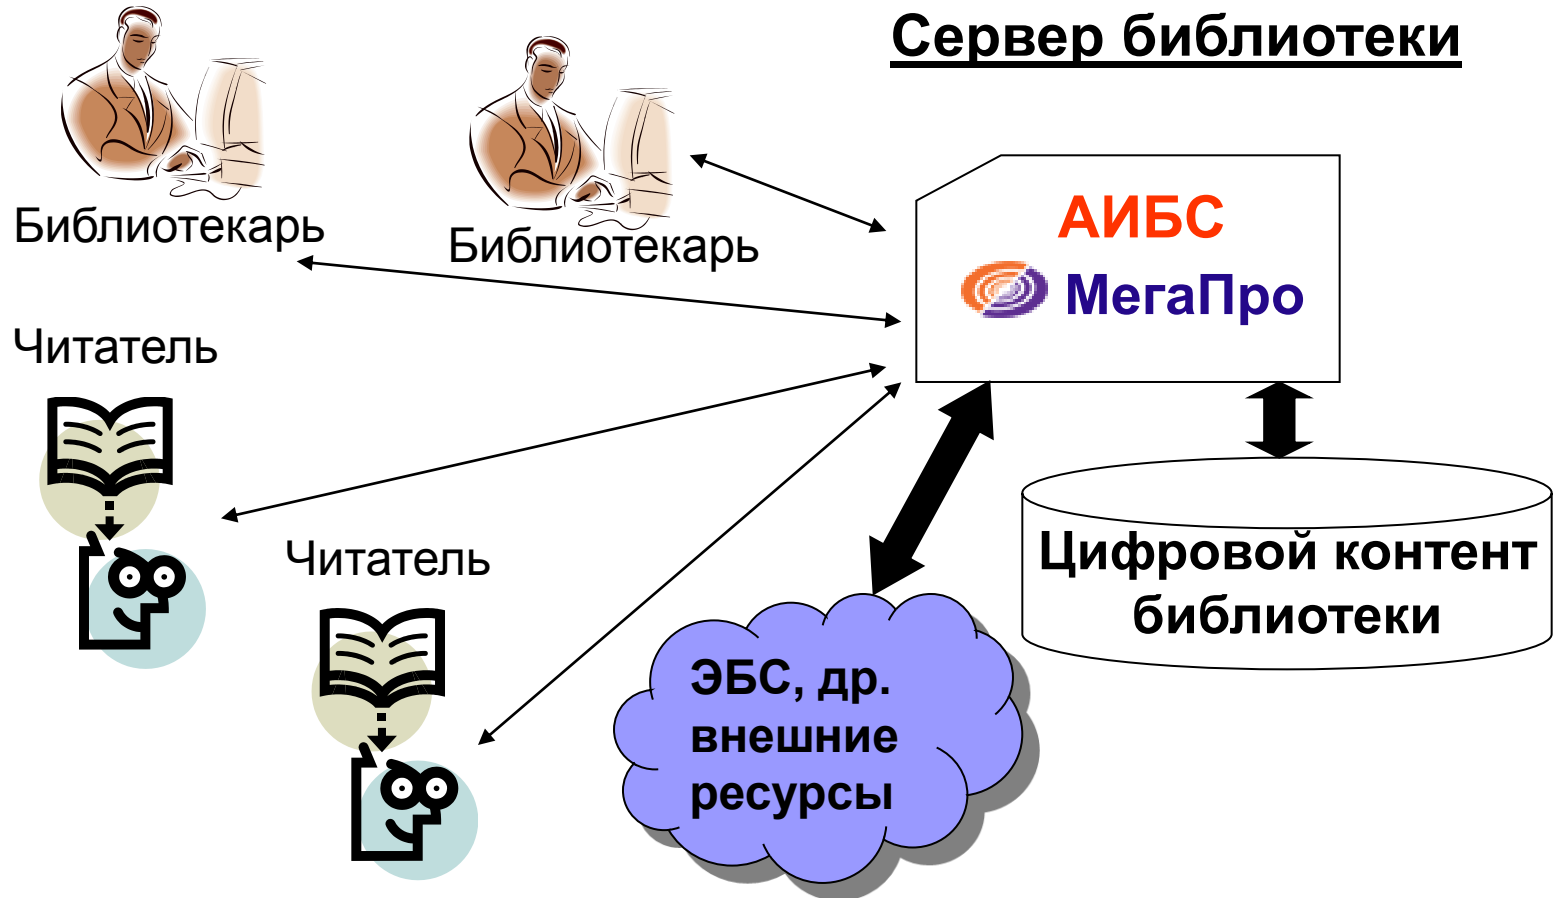 Сервер библиотеки
Библиотекарь
Библиотекарь
АИБС
МегаПро
Читатель
Читатель
Цифровой контент
библиотеки
ЭБС, др.
внешние
ресурсы